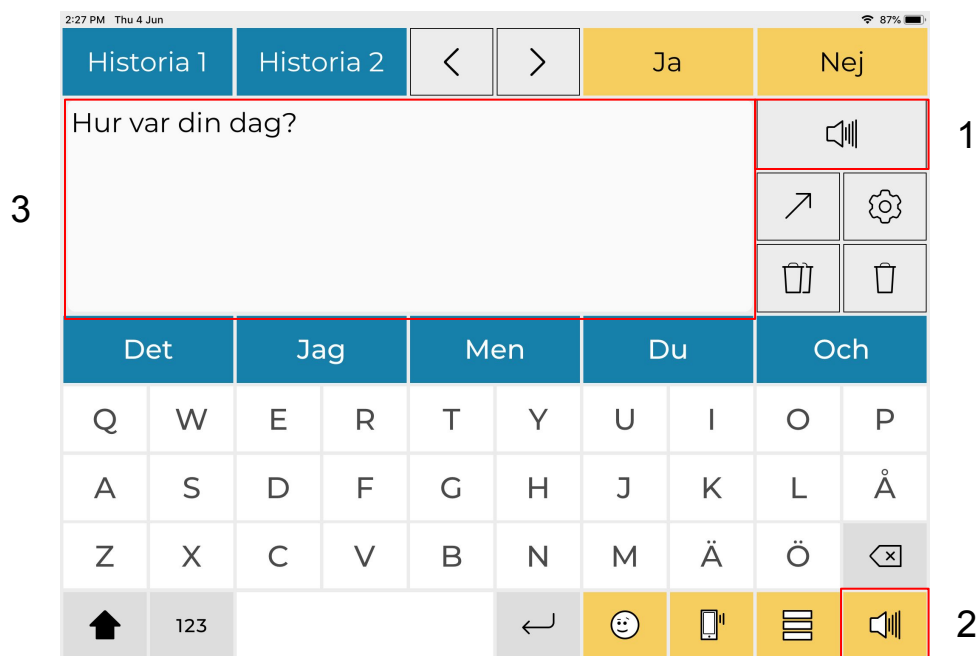 2:27 PM Thu 4 Jun 87%
Historia 1 Historia 2 Ja Nej
Hur var din dag?
1
3
Det Jag Men Du Och
Q W E R T Y U I O P
A S D F G H J K L Å
Z X C V B N M Ä Ö
123
2